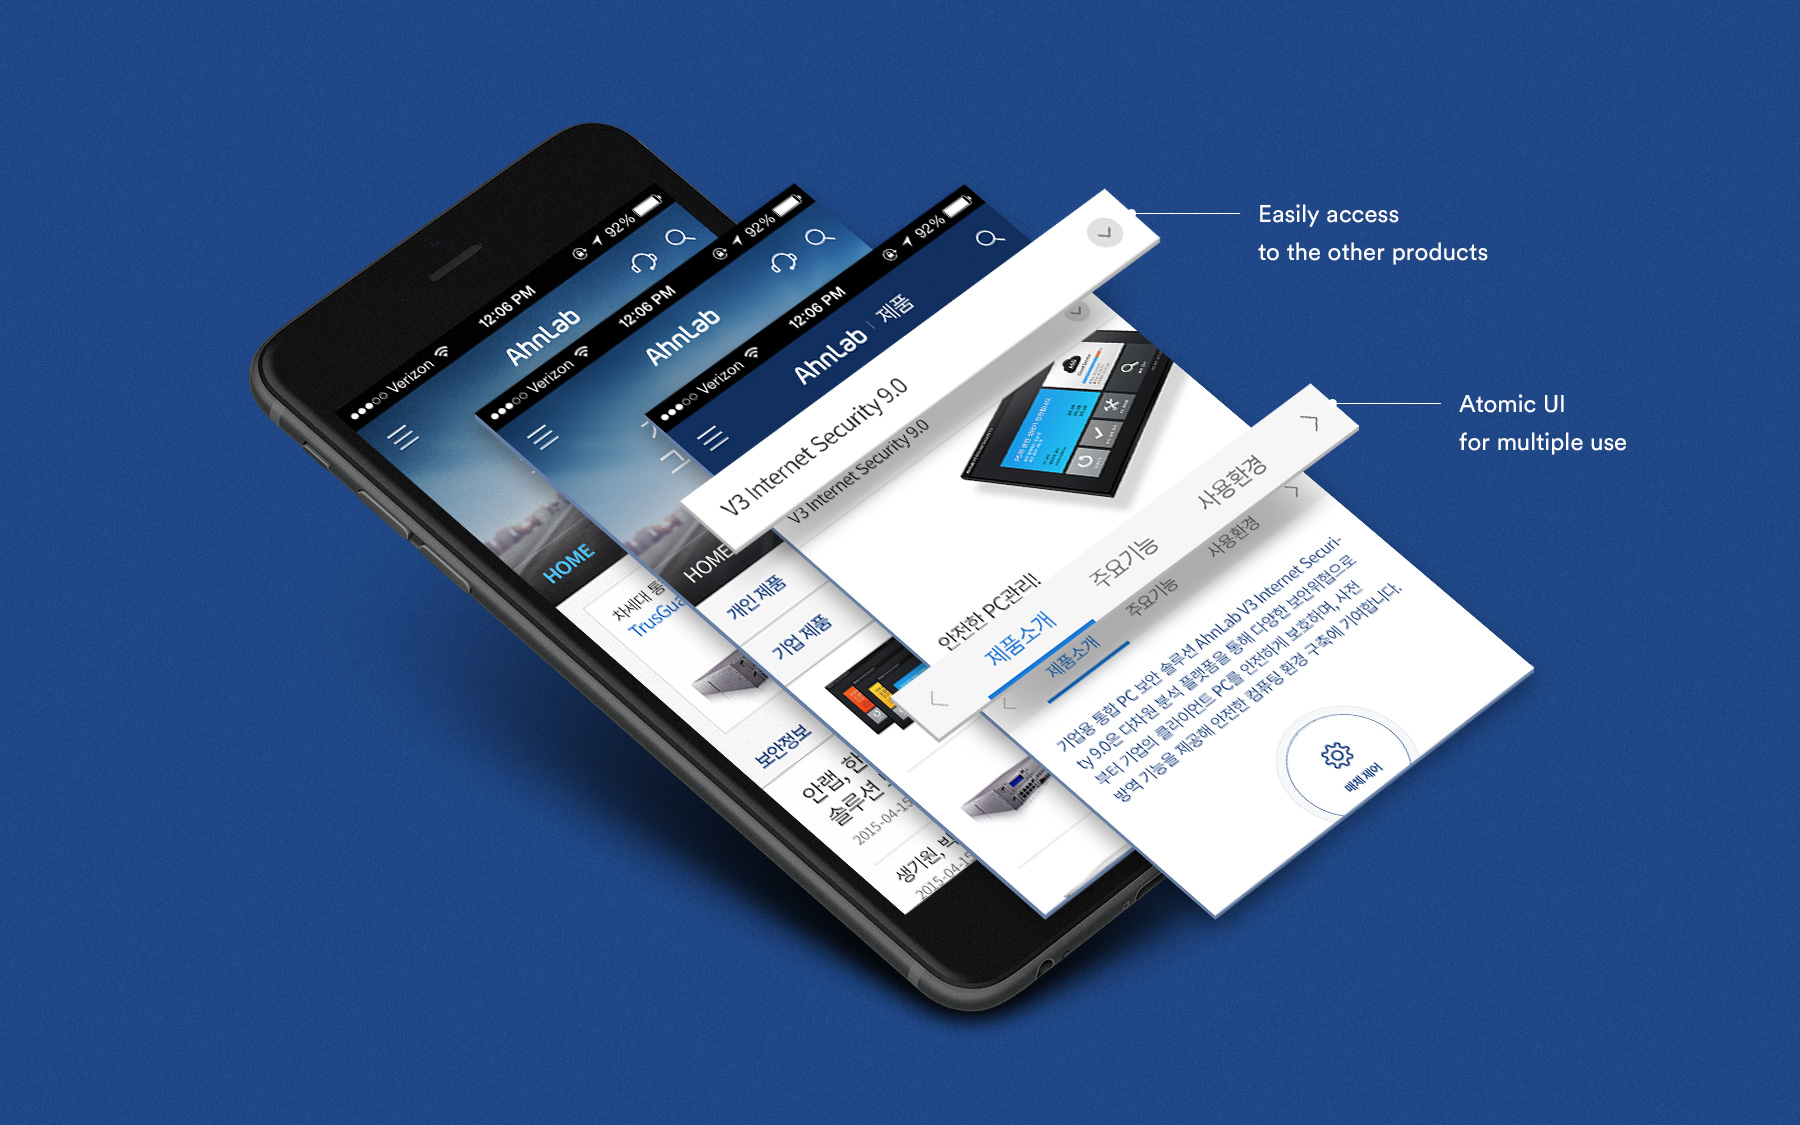 Easily access
to the other products
Atomic UI
for multiple use
Verizon
12:06 PM
92%
AhnLab
HOME
차세대 통
TrusGua
보안정보
안랩, 한
솔루션
2015-04-15
생기원, 박
2015-04-15
Verizon
12:06 PM
92%
AhnLab
HOME
개인 제품
기업 제품
Verizon
12:06 PM
92%
AhnLab | 제품
V3 Internet Security 9.0
V3 Internet Security 9.0
안전한 PC관리!
제품소개 주요기능 사용환경
제품소개 주요기능 사용환경
기업용 통합 PC 보안 솔루션 AhnLab V3 Internet Securi-
ty 9.0은 다차원 분석 플랫폼을 통해 다양한 보안위협으로
부터 기업의 클라이언트 PC를 안전하게 보호하며, 사전
방역 기능을 제공해 안전한 컴퓨팅 환경 구축에 기여합니다.
매체 제어